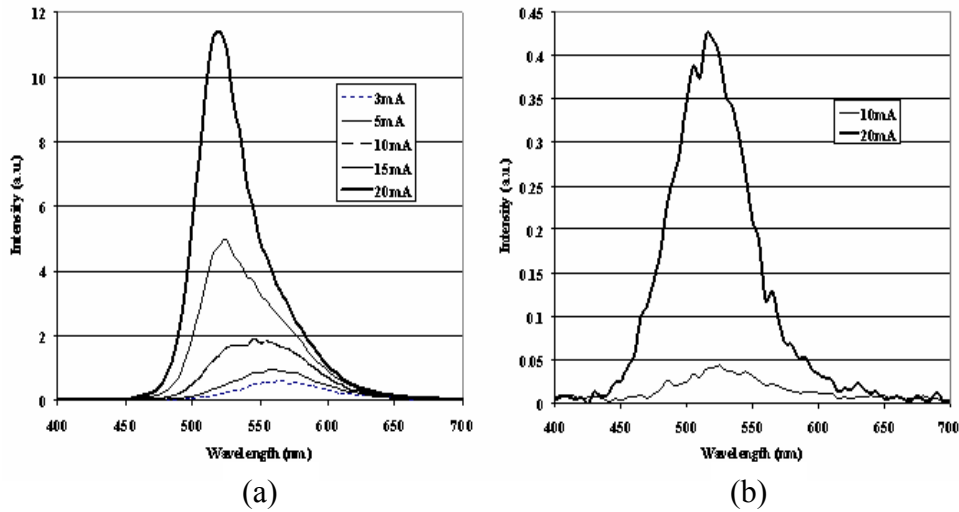 12
10
8
6
4
2
0
400 450 500 550 600 650 700
Intensity (a.u.)
Wavelength (nm)
3mA
5mA
10mA
15mA
20mA
(a)
0.45
0.4
0.35
0.3
0.25
0.2
0.15
0.1
0.05
0
400 450 500 550 600 650 700
Intensity (a.u.)
Wavelength (nm)
10mA
20mA
(b)